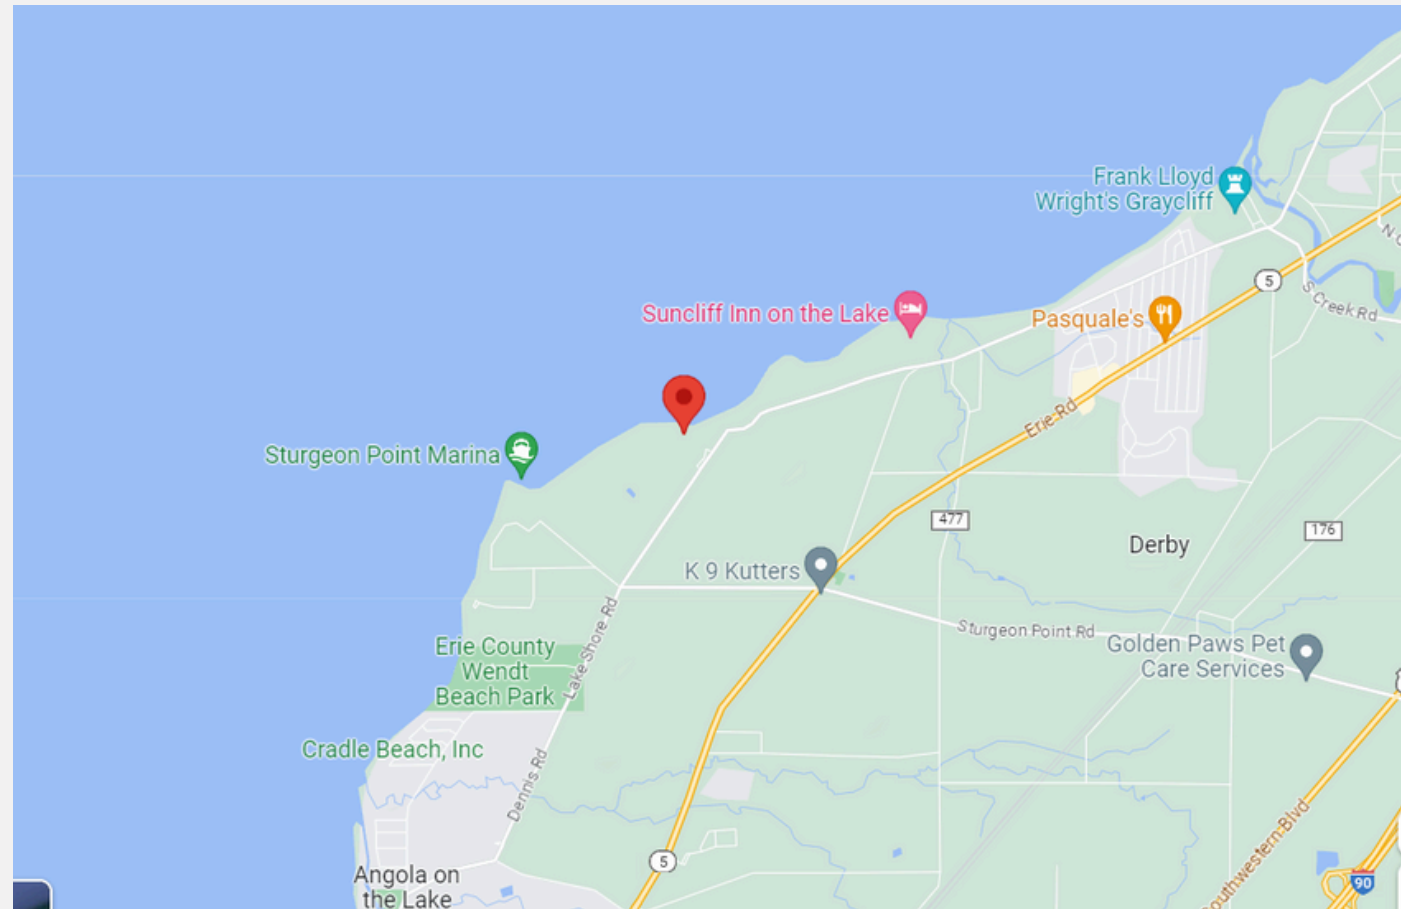 Frank Lloyd
Wright's Graycliff
5
S Creek Rd
Suncliff Inn on the Lake
Pasquale's
Erie Rd
Sturgeon Point Marina
477
176
Derby
K 9 Kutters
Sturgeon Point Rd
Golden Paws Pet
Care Services
Lake Shore Rd
Erie County
Wendt
Beach Park
Cradle Beach, Inc
Dennis Rd
5
Angola on
the Lake
90